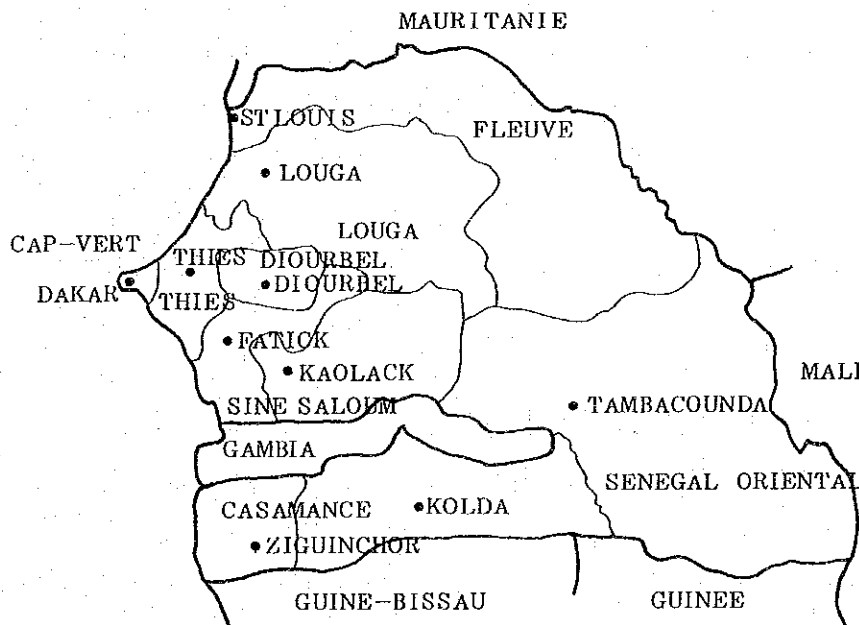 MAURITANIE
ST LOUIS
FLEUVE
LOUGA
LOUGA
CAP-VERT
THIES
DIOURBEL
DAKAR
THIES
DIOURBEL
FATICK
KAOLACK
MALI
SINE SALOUM
TAMBACOUNDA
GAMBIA
SENEGAL ORIENTAL
CASAMANCE
KOLDA
ZIGUINCHOR
GUINE-BISSAU
GUINEE